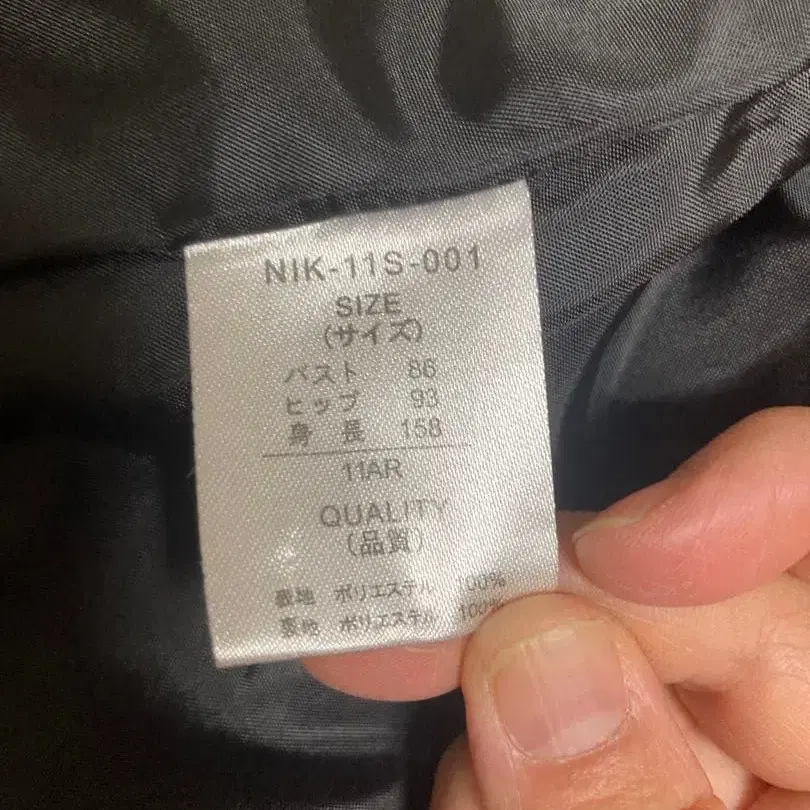 NIK-11S-001
SIZE
(サイズ)
バスト 86
ヒップ 93
身長 158
11AR
QUALITY
(品質)
表地 ポリエステル 100%
裏地 ポリエステル 100%